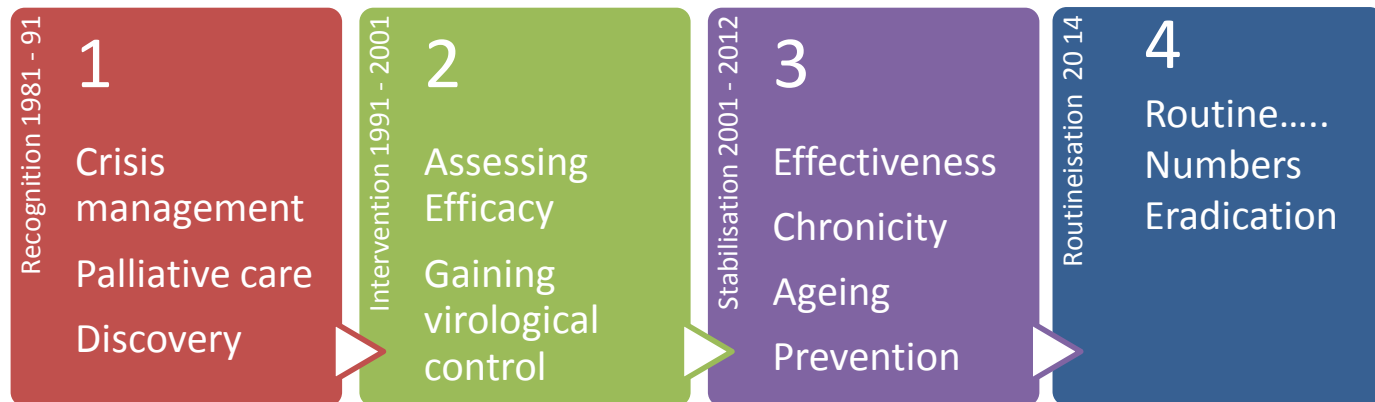 Recognition 1981 - 91
1
Crisis
management
Palliative care
Discovery
Intervention 1991 - 2001
2
Assessing
Efficacy
Gaining
virological
control
Stabilisation 2001 - 2012
3
Effectiveness
Chronicity
Ageing
Prevention
Routineisation 20 14
4
Routine…..
Numbers
Eradication